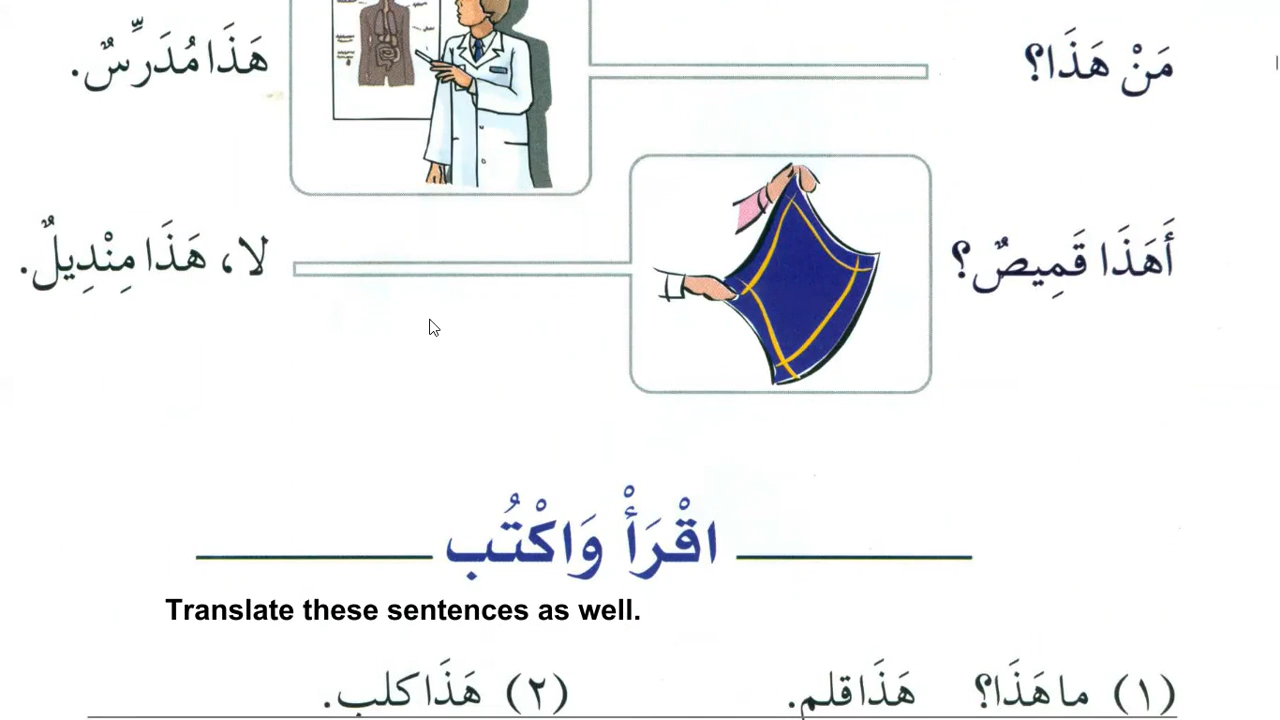 مَنْ هَذَا؟ هَذَا مُدَرِّسٌ.
أَهَذَا قَمِيصٌ؟ لا، هَذَا مِنْدِيلٌ.
اقْرَأْ وَاكْتُب
Translate these sentences as well.
(١) ما هَذَا؟ هَذَا قلم. (٢) هَذَا كلب.